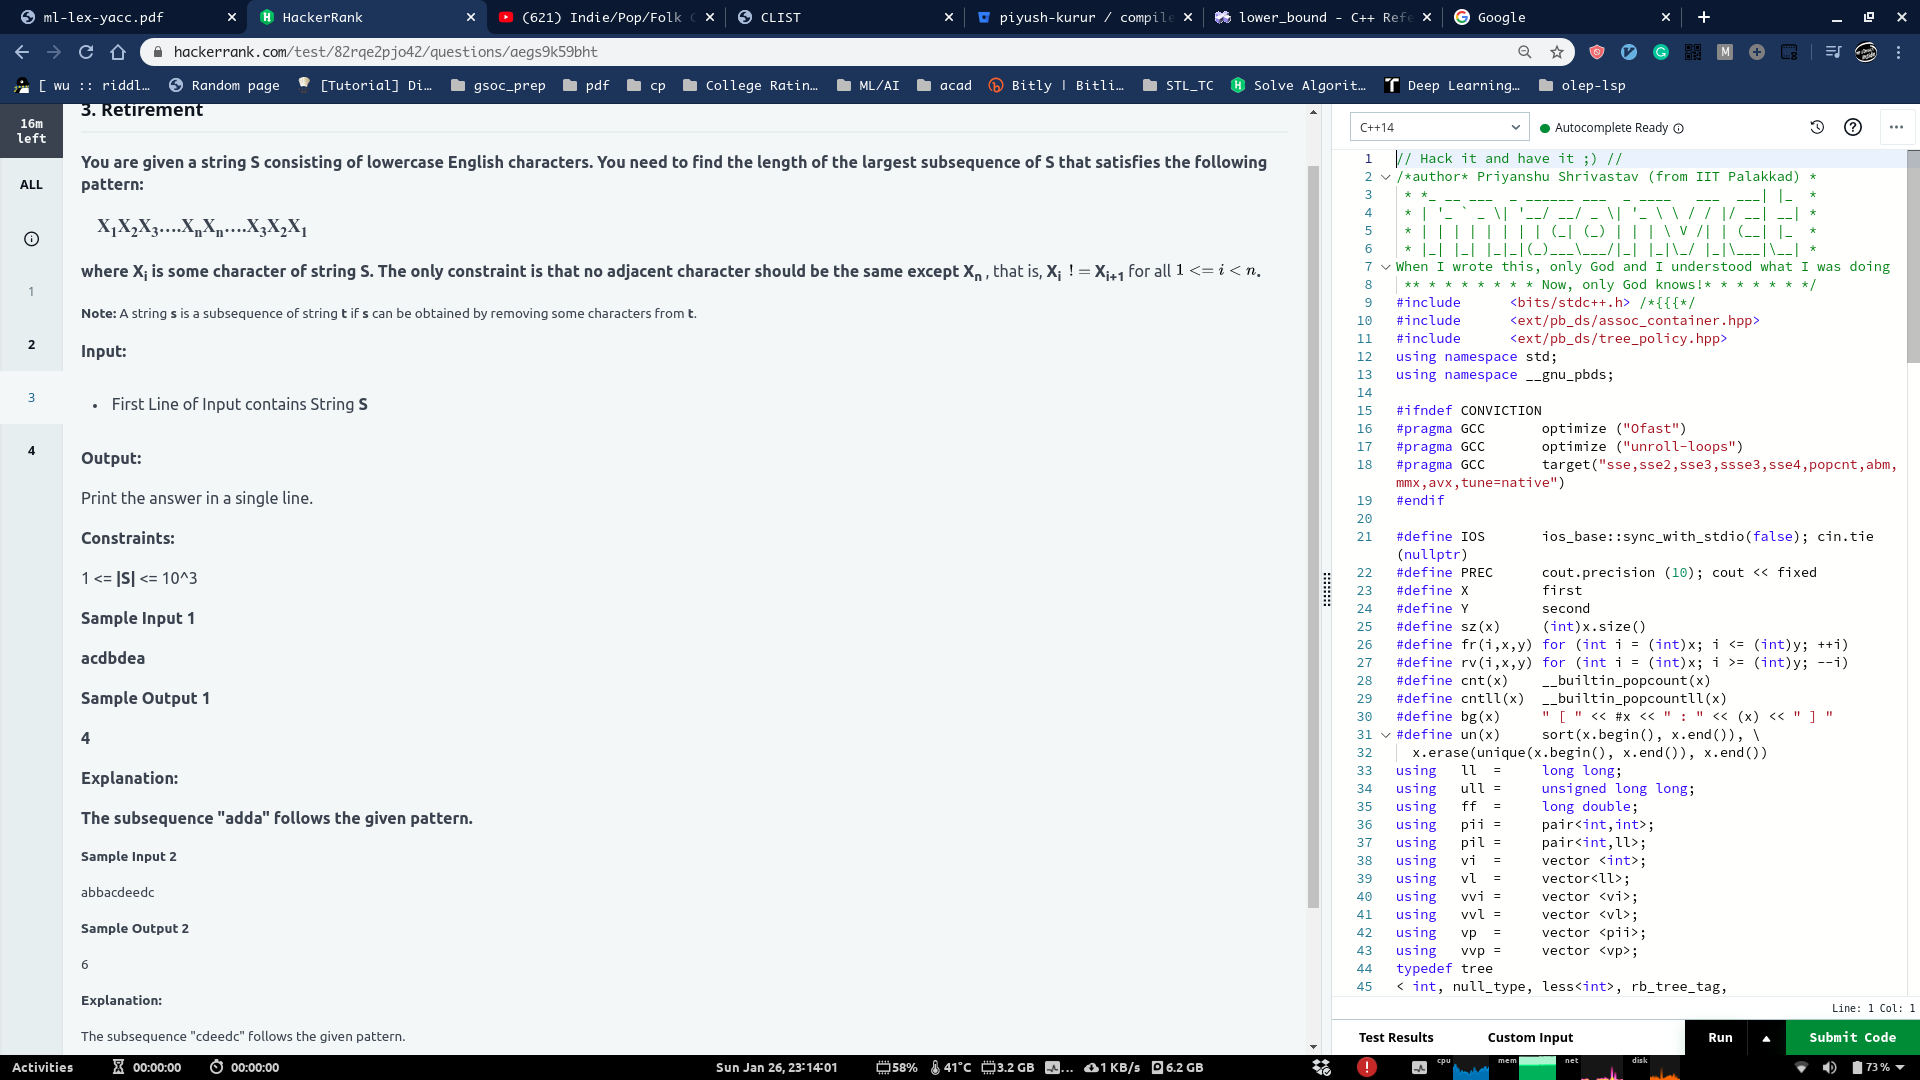 ml-lex-yacc.pdf
HackerRank
(621) Indie/Pop/Folk
CLIST
piyush-kurur / compile
lower_bound - C++ Refe
Google
hackerrank.com/test/82rqe2pjo42/questions/aegs9k59bht
[ wu :: riddl...
Random page
[Tutorial] Di...
gsoc_prep
pdf
cp
College Ratin...
ML/AI
acad
Bitly | Bitli...
STL_TC
Solve Algorit...
Deep Learning...
olep-lsp
16m
left
ALL
1
2
3
4
3. Retirement
You are given a string S consisting of lowercase English characters. You need to find the length of the largest subsequence of S that satisfies the following
pattern:
X1X2X3....XnXn....X3X2X1
where Xi is some character of string S. The only constraint is that no adjacent character should be the same except Xn , that is, Xi != Xi+1 for all 1 <= i < n.
Note: A string s is a subsequence of string t if s can be obtained by removing some characters from t.
Input:
• First Line of Input contains String S
Output:
Print the answer in a single line.
Constraints:
1 <= |S| <= 10^3
Sample Input 1
acdbdea
Sample Output 1
4
Explanation:
The subsequence "adda" follows the given pattern.
Sample Input 2
abbacdeedc
Sample Output 2
6
Explanation:
The subsequence "cdeedc" follows the given pattern.
C++14
Autocomplete Ready
1 // Hack it and have it ;) //
2 /*author* Priyanshu Shrivastav (from IIT Palakkad) *
3 * *_ __ ___  _ ______ ___  _ ____   ___  ___| |_  *
4 * | '_ ` _ \| '__/ __/ _ \| '_ \ \ / / |/ __| __| *
5 * | | | | | | | | (_| (_) | | | \ V /| | (__| |_  *
6 * |_| |_| |_|_|(_)___\___/|_| |_|\_/ |_|\___|\__| *
7 When I wrote this, only God and I understood what I was doing
8 ** * * * * * * * Now, only God knows!* * * * * * */
9 #include      <bits/stdc++.h> /*{{{*/
10 #include      <ext/pb_ds/assoc_container.hpp>
11 #include      <ext/pb_ds/tree_policy.hpp>
12 using namespace std;
13 using namespace __gnu_pbds;
14
15 #ifndef CONVICTION
16 #pragma GCC       optimize ("Ofast")
17 #pragma GCC       optimize ("unroll-loops")
18 #pragma GCC       target("sse,sse2,sse3,ssse3,sse4,popcnt,abm,
mmx,avx,tune=native")
19 #endif
20
21 #define IOS       ios_base::sync_with_stdio(false); cin.tie
(nullptr)
22 #define PREC      cout.precision (10); cout << fixed
23 #define X         first
24 #define Y         second
25 #define sz(x)     (int)x.size()
26 #define fr(i,x,y) for (int i = (int)x; i <= (int)y; ++i)
27 #define rv(i,x,y) for (int i = (int)x; i >= (int)y; --i)
28 #define cnt(x)    __builtin_popcount(x)
29 #define cntll(x)  __builtin_popcountll(x)
30 #define bg(x)     " [ " << #x << " : " << (x) << " ] "
31 #define un(x)     sort(x.begin(), x.end()), \
32   x.erase(unique(x.begin(), x.end()), x.end())
33 using   ll  =     long long;
34 using   ull =     unsigned long long;
35 using   ff  =     long double;
36 using   pii =     pair<int,int>;
37 using   pil =     pair<int,ll>;
38 using   vi  =     vector <int>;
39 using   vl  =     vector<ll>;
40 using   vvi =     vector <vi>;
41 using   vvl =     vector <vl>;
42 using   vp  =     vector <pii>;
43 using   vvp =     vector <vp>;
44 typedef tree
45 < int, null_type, less<int>, rb_tree_tag,
Line: 1 Col: 1
Test Results
Custom Input
Run
Submit Code
Activities
00:00:00
00:00:00
Sun Jan 26, 23:14:01
58%
41°C
3.2 GB
...
1 KB/s
6.2 GB
cpu
mem
net
disk
73 %